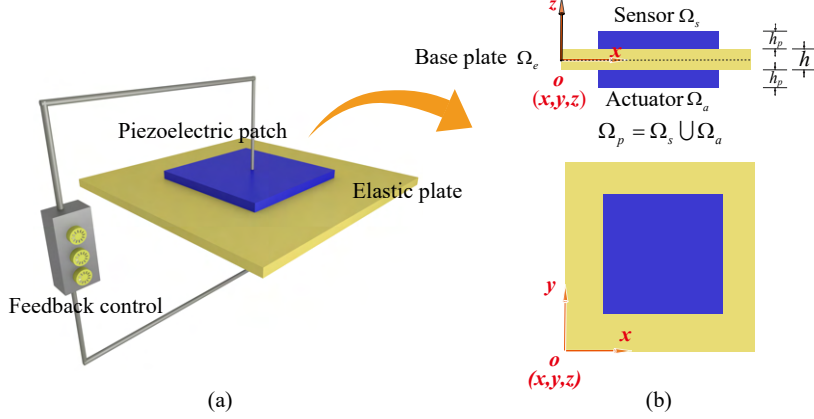 Piezoelectric patch
Elastic plate
Feedback control
(a)
z
Sensor Ωs
Base plate Ωe
x
o
(x,y,z)
Actuator Ωa
hp
h
hp
Ωp = Ωs ⋃ Ωa
y
x
o
(x,y,z)
(b)